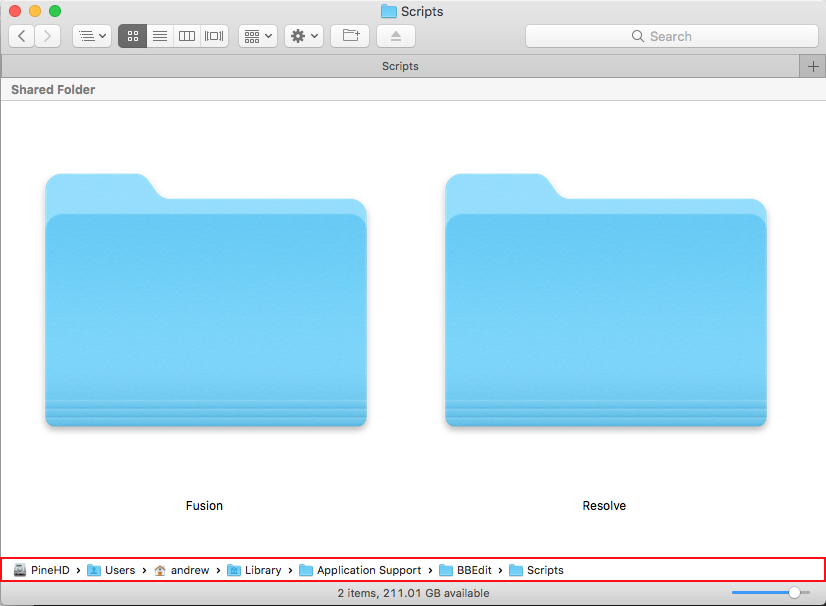 Scripts
Search
Scripts
Shared Folder
Fusion
Resolve
PineHD › Users › andrew › Library › Application Support › BBEdit › Scripts
2 items, 211.01 GB available